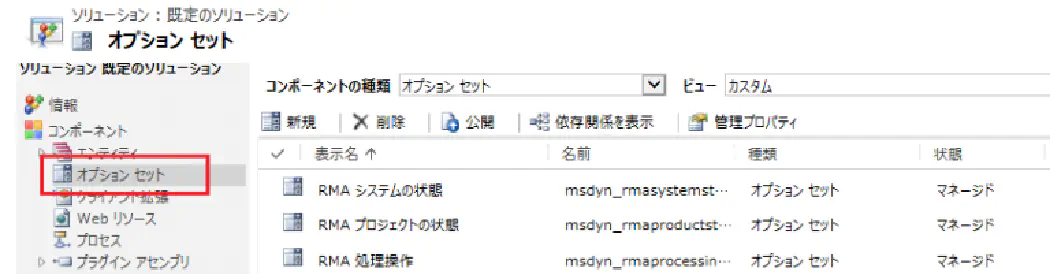 ソリューション : 既定のソリューション
オプション セット
ソリューション 既定のソリューション
情報
コンポーネント
エンティティ
オプション セット
クライアント拡張
Web リソース
プロセス
プラグイン アセンブリ
コンポーネントの種類 オプション セット ビュー カスタム
新規 削除 公開 依存関係を表示 管理プロパティ
表示名 ↑ 名前 種類 状態
RMA システムの状態 msdyn_rmasystemst... オプション セット マネージド
RMA プロジェクトの状態 msdyn_rmaproductst... オプション セット マネージド
RMA 処理操作 msdyn_rmaprocessin... オプション セット マネージド